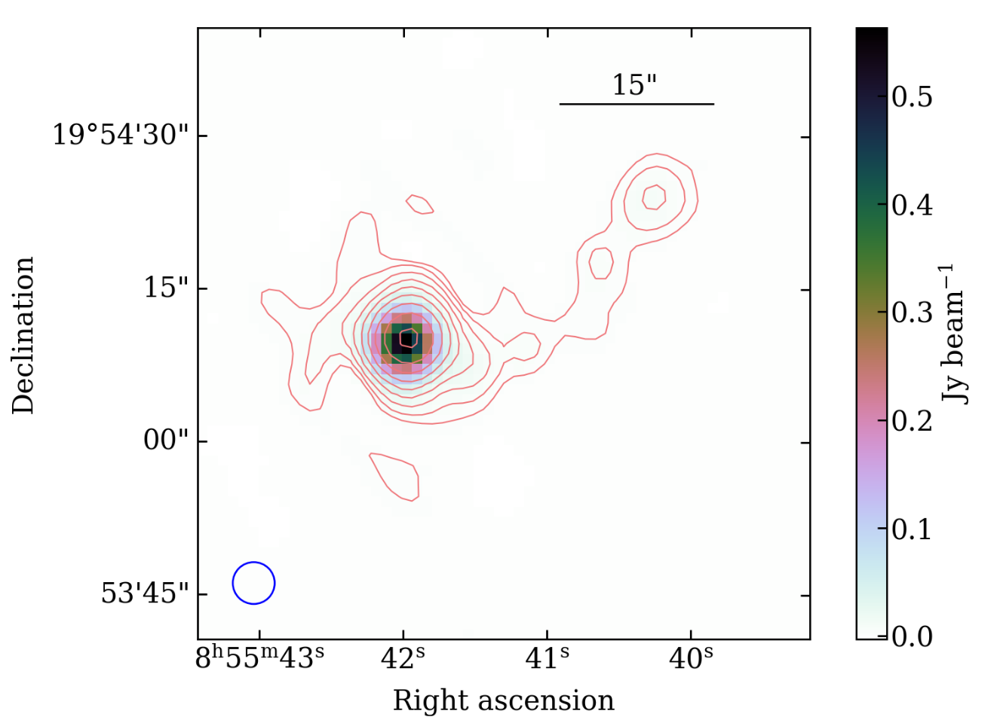 15"
19°54'30"
15"
00"
53'45"
Declination
8ʰ55ᵐ43ˢ 42ˢ 41ˢ 40ˢ
Right ascension
0.5
0.4
0.3
0.2
0.1
0.0
Jy beam⁻¹